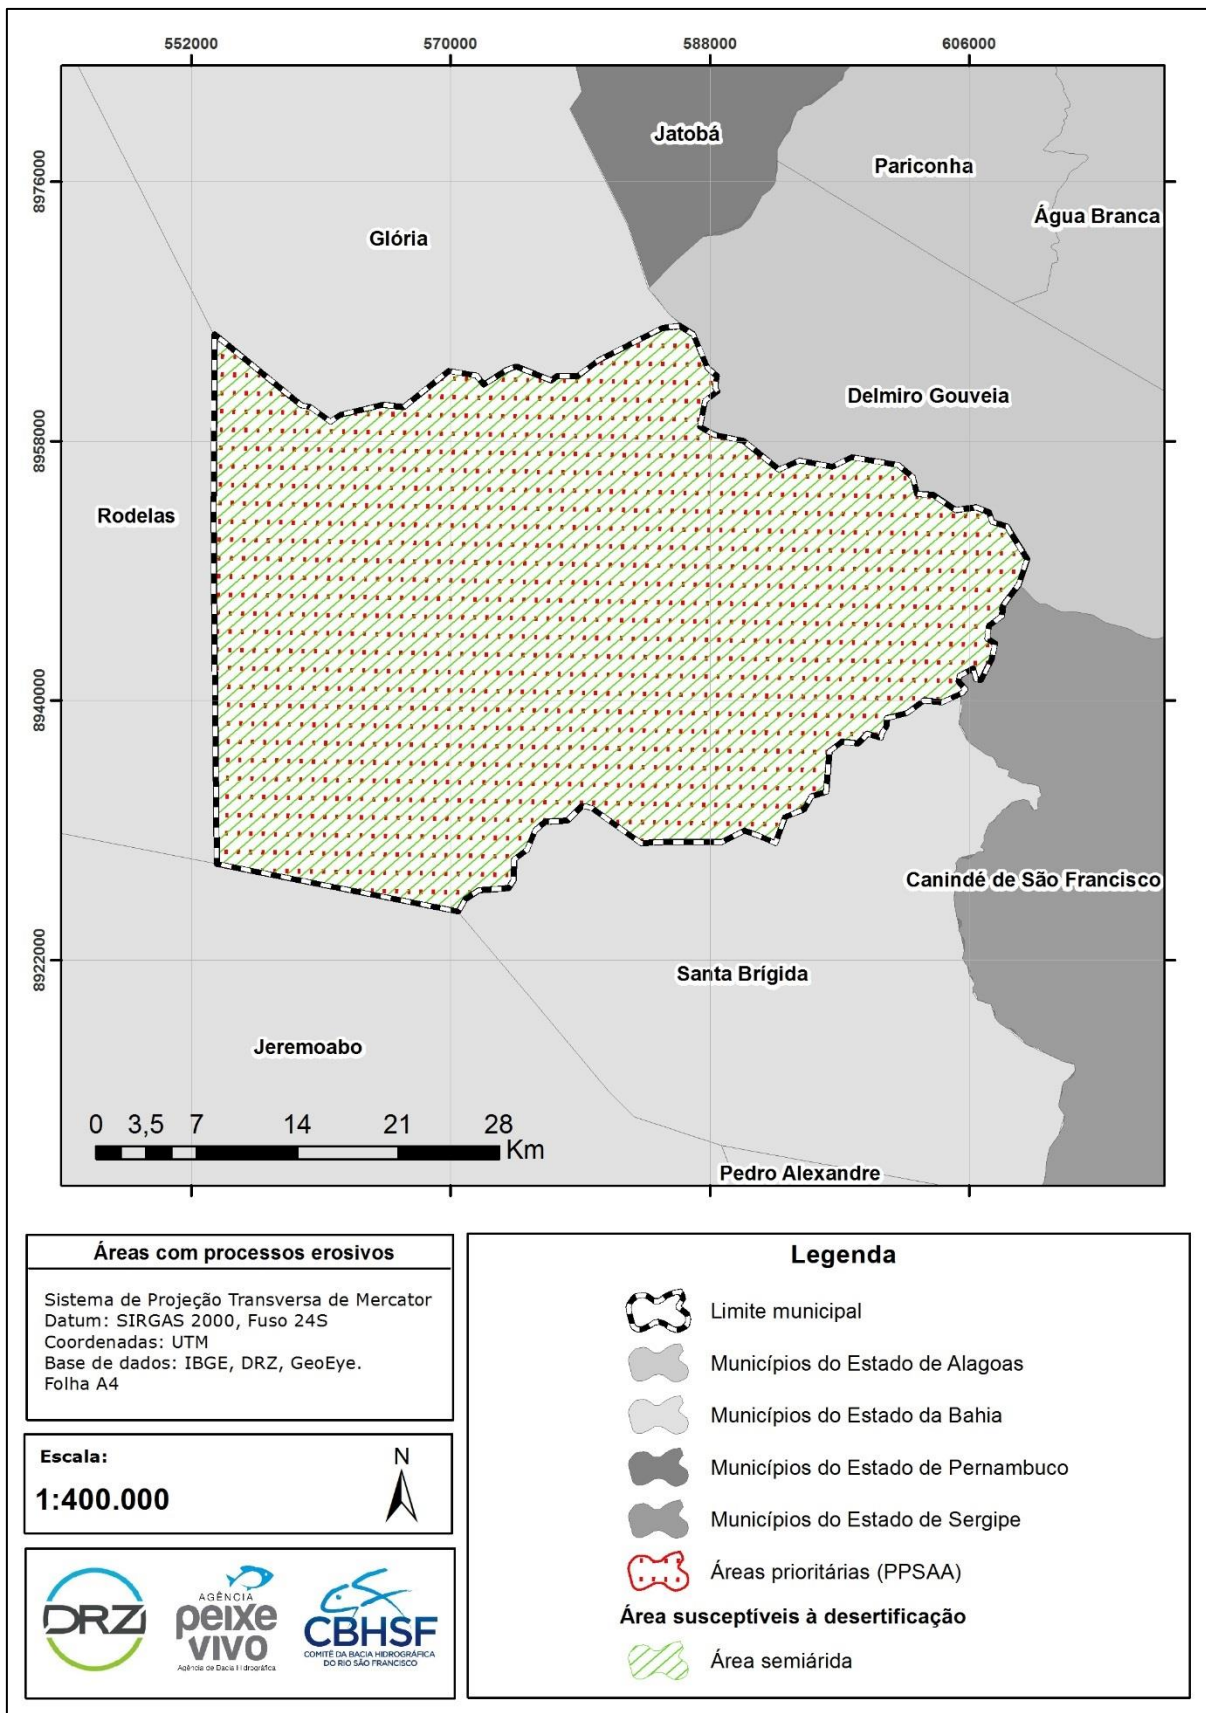 552000
570000
588000
606000
Jatobá
Pariconha
8976000
Água Branca
Glória
Delmiro Gouveia
8958000
Rodelas
8940000
Canindé de São Francisco
8922000
Santa Brígida
Jeremoabo
0 3,5 7 14 21 28
Km
Pedro Alexandre
Áreas com processos erosivos
Sistema de Projeção Transversa de Mercator
Datum: SIRGAS 2000, Fuso 24S
Coordenadas: UTM
Base de dados: IBGE, DRZ, GeoEye.
Folha A4
Escala:
1:400.000
N
DRZ
AGÊNCIA
peixe
vivo
Agência de Bacia Hidrográfica
CBHSF
COMITÊ DA BACIA HIDROGRÁFICA
DO RIO SÃO FRANCISCO
Legenda
Limite municipal
Municípios do Estado de Alagoas
Municípios do Estado da Bahia
Municípios do Estado de Pernambuco
Municípios do Estado de Sergipe
Áreas prioritárias (PPSAA)
Área susceptíveis à desertificação
Área semiárida